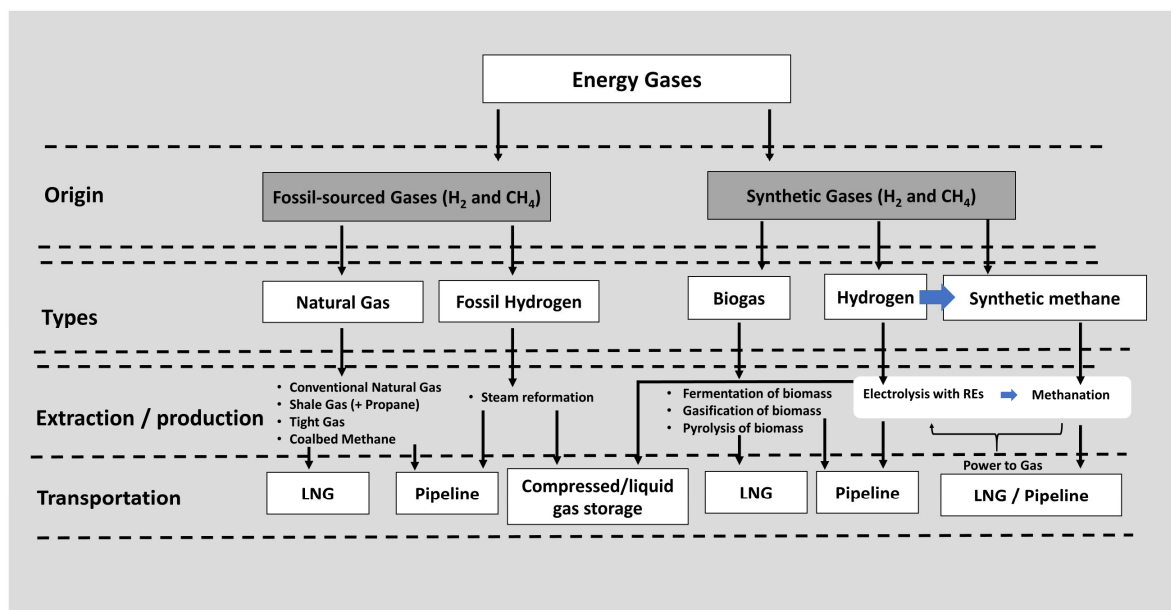 Energy Gases
Origin
Fossil-sourced Gases (H₂ and CH₄)
Synthetic Gases (H₂ and CH₄)
Types
Natural Gas
Fossil Hydrogen
Biogas
Hydrogen
Synthetic methane
Extraction / production
• Conventional Natural Gas
• Shale Gas (+ Propane)
• Tight Gas
• Coalbed Methane
• Steam reformation
• Fermentation of biomass
• Gasification of biomass
• Pyrolysis of biomass
Electrolysis with REs
Methanation
Power to Gas
Transportation
LNG
Pipeline
Compressed/liquid
gas storage
LNG
Pipeline
LNG / Pipeline